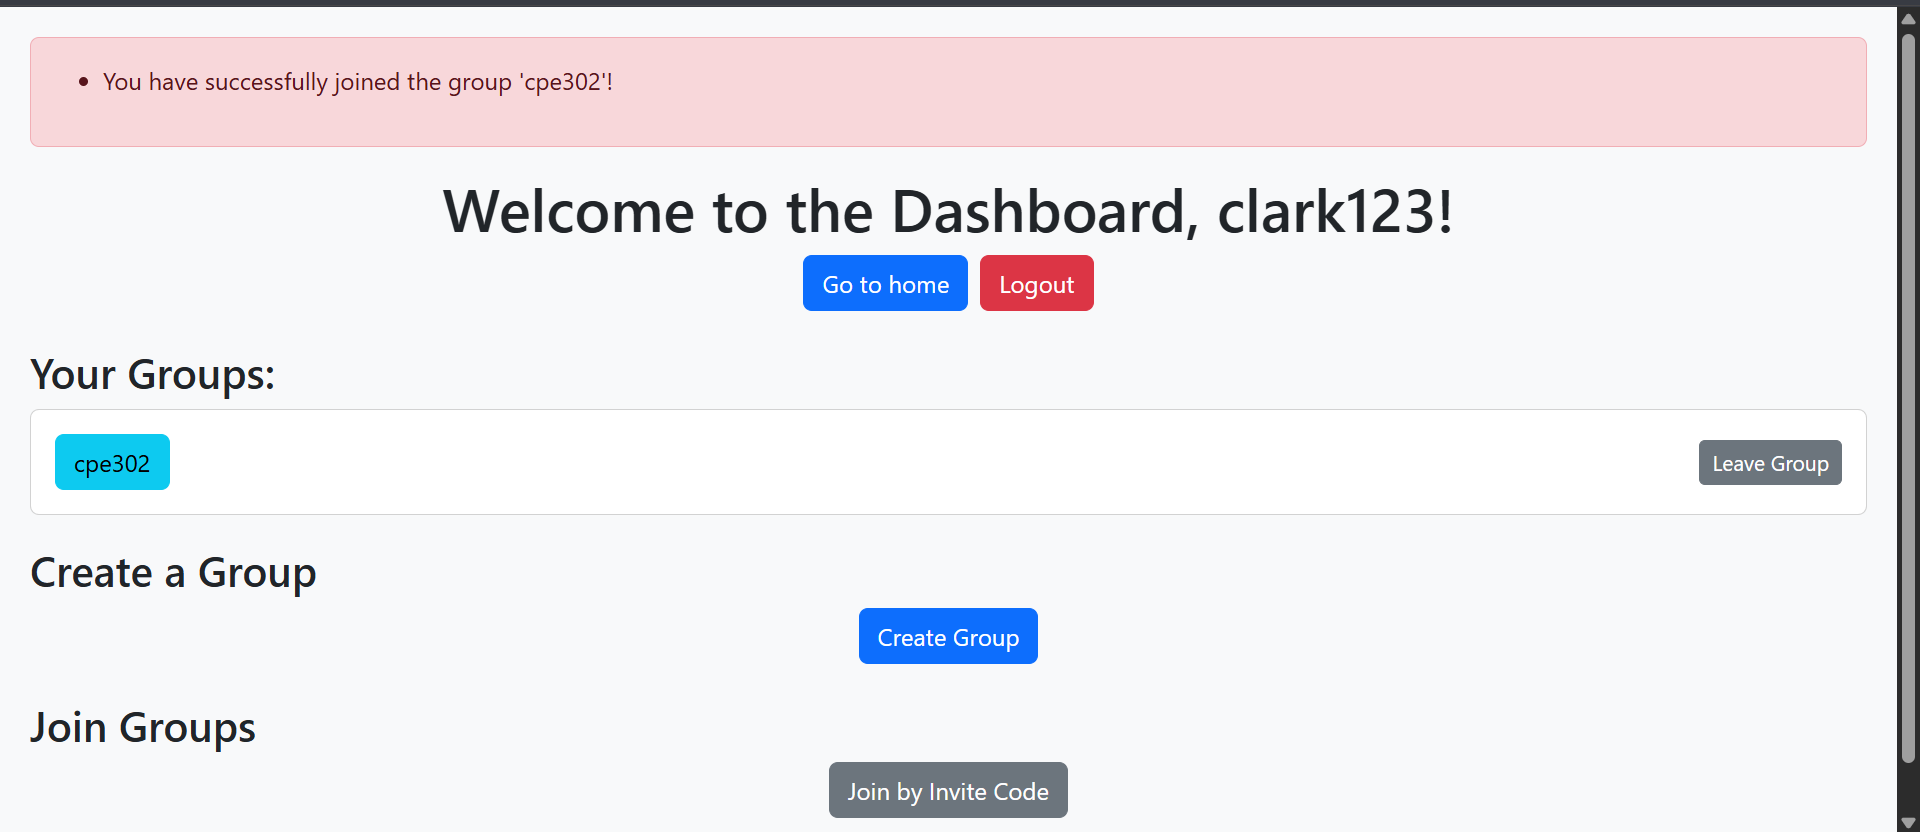 You have successfully joined the group 'cpe302'!
Welcome to the Dashboard, clark123!
Go to home
Logout
Your Groups:
cpe302
Leave Group
Create a Group
Create Group
Join Groups
Join by Invite Code